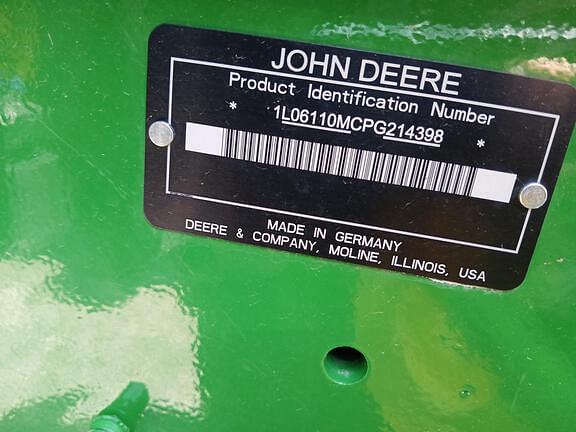 JOHN DEERE
Product Identification Number
* 1L06110MCPG214398 *
MADE IN GERMANY
DEERE & COMPANY, MOLINE, ILLINOIS, USA